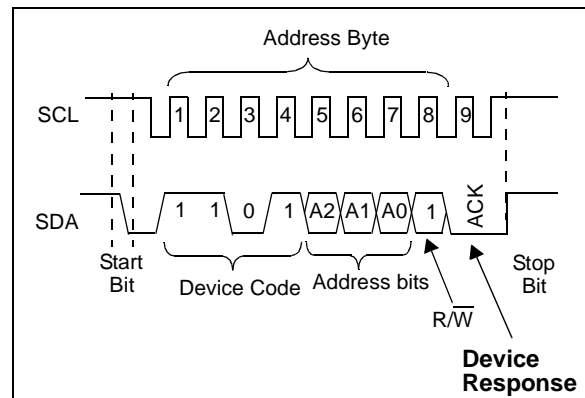 Address Byte
SCL 1 2 3 4 5 6 7 8 9
SDA 1 1 0 1 A2 A1 A0 1 ACK
Start
Bit
Device Code
Address bits
Stop
Bit
R/W̅
Device
Response